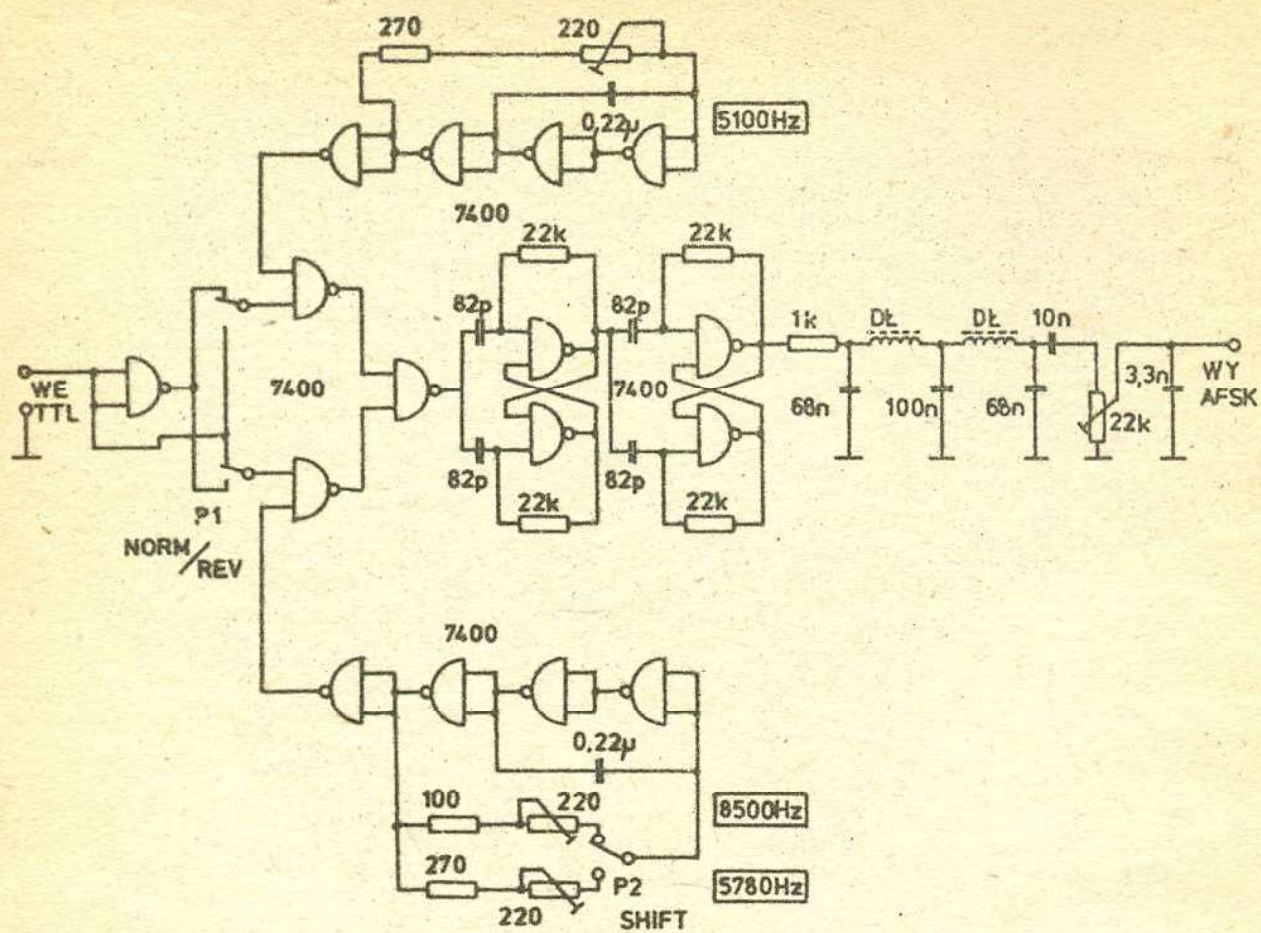 270
220
0,22µ
5100Hz
7400
22k
22k
82p
82p
1k
DŁ
DŁ
10n
WE
TTL
7400
7400
68n
100n
68n
3,3n
22k
WY
AFSK
82p
82p
22k
22k
P1
NORM/REV
7400
0,22µ
100
220
8500Hz
270
220
P2
SHIFT
5780Hz